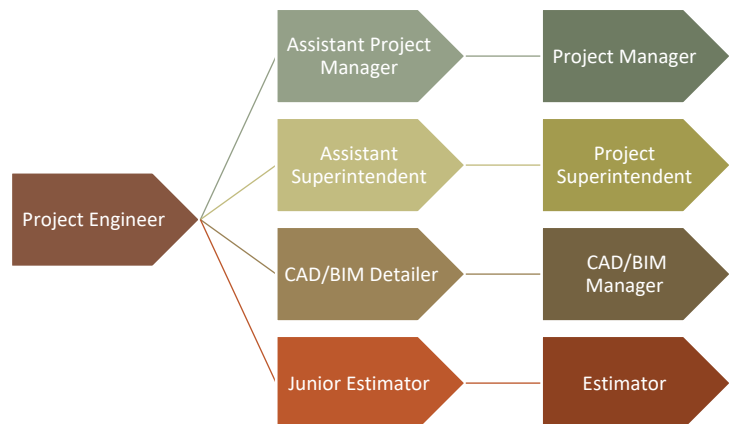 Assistant Project
Manager
Project Manager
Assistant
Superintendent
Project
Superintendent
Project Engineer
CAD/BIM Detailer
CAD/BIM
Manager
Junior Estimator
Estimator